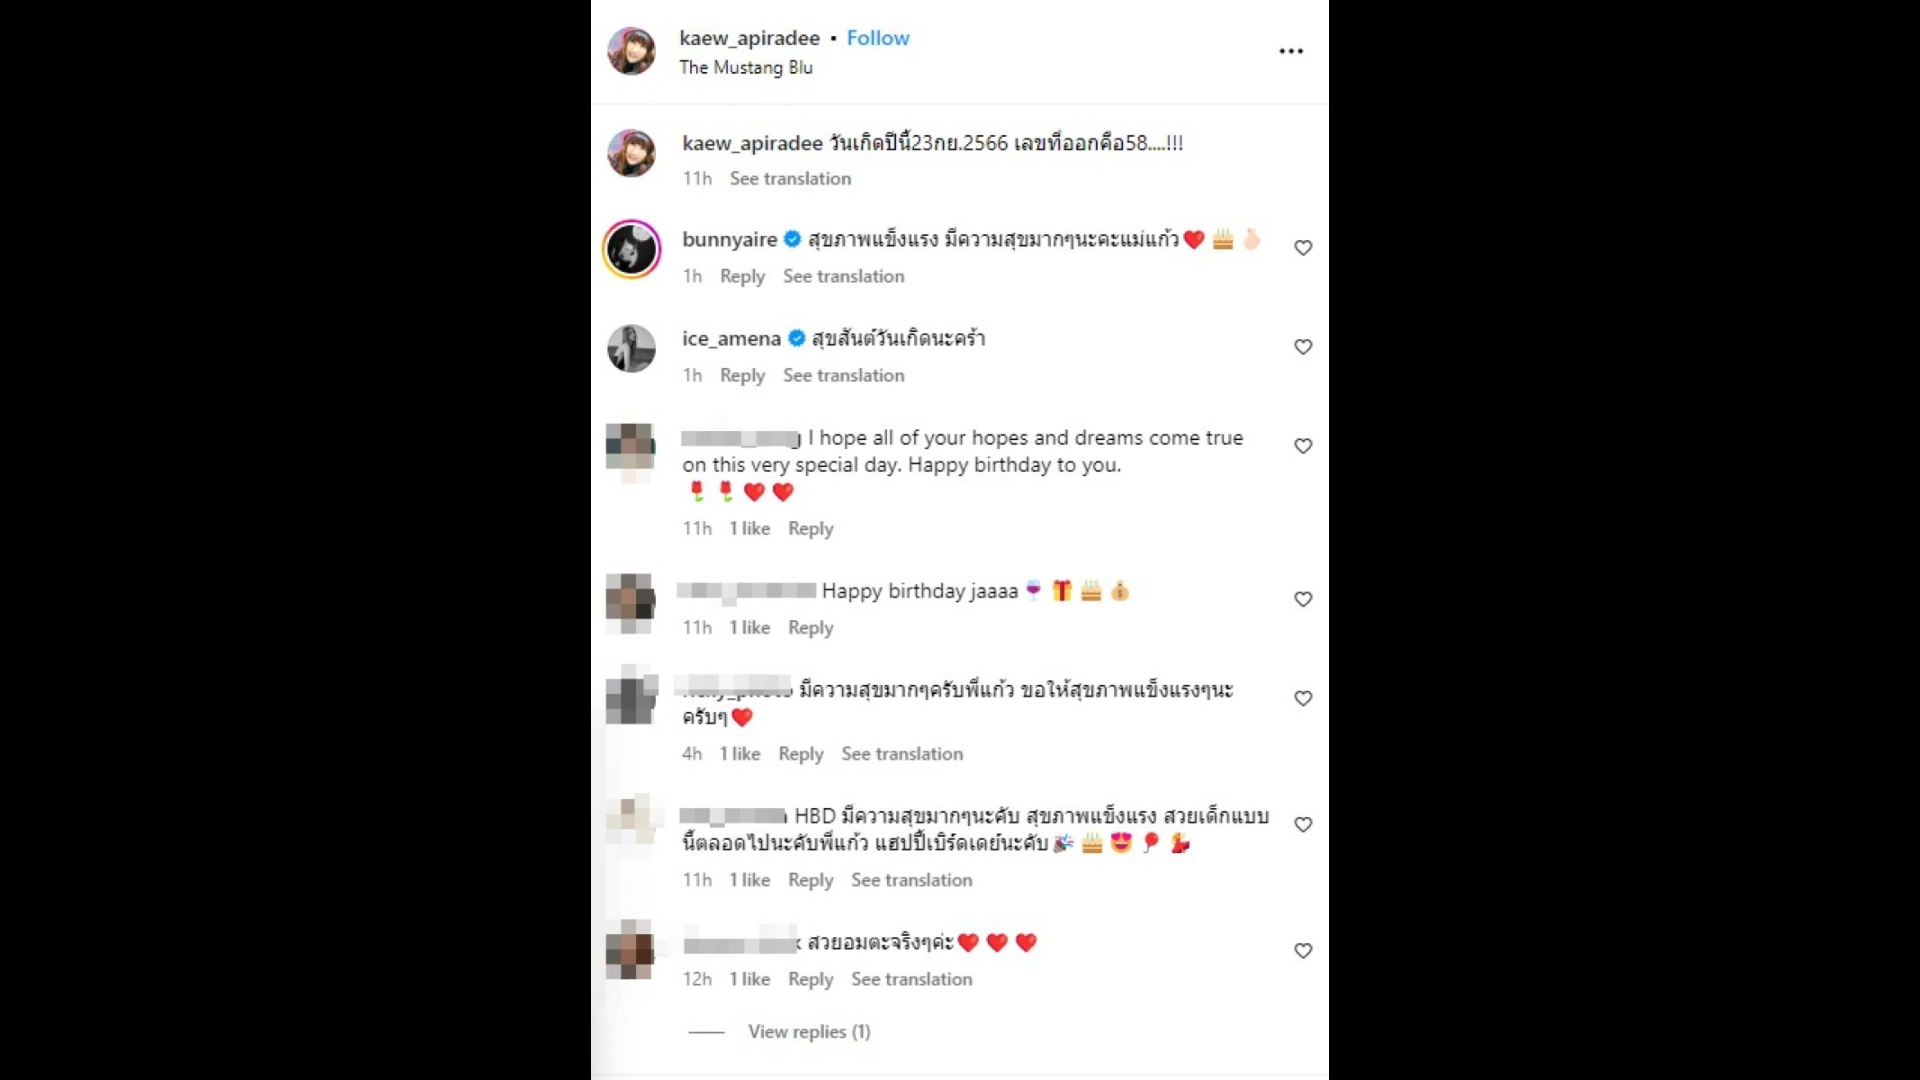 kaew_apiradee • Follow
The Mustang Blu
kaew_apiradee วันเกิดปีนี้23กย.2566 เลขที่ออกคือ58....!!!
11h See translation
bunnyaire สุขภาพแข็งแรง มีความสุขมากๆนะคะแม่แก้ว❤️🎂🫰🏻
1h Reply See translation
ice_amena สุขสันต์วันเกิดนะคร้า
1h Reply See translation
I hope all of your hopes and dreams come true
on this very special day. Happy birthday to you.
🌷🌷❤️❤️
11h 1 like Reply
Happy birthday jaaaa🍷🎁🎂💰
11h 1 like Reply
มีความสุขมากๆครับพี่แก้ว ขอให้สุขภาพแข็งแรงๆนะ
ครับๆ❤️
4h 1 like Reply See translation
HBD มีความสุขมากๆนะคับ สุขภาพแข็งแรง สวยเด็กแบบ
นี้ตลอดไปนะคับพี่แก้ว แฮปปี้เบิร์ดเดย์นะคับ🎉🎂😍🎈💃
11h 1 like Reply See translation
สวยอมตะจริงๆค่ะ❤️❤️❤️
12h 1 like Reply See translation
View replies (1)